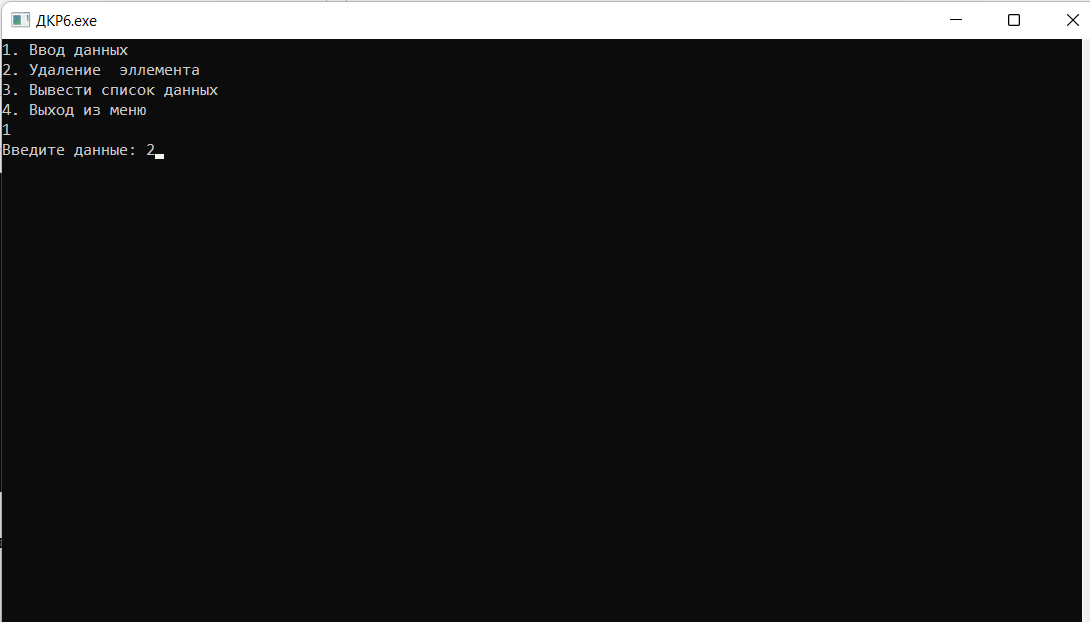 ДКР6.exe
1. Ввод данных
2. Удаление  эллемента
3. Вывести список данных
4. Выход из меню
1
Введите данные: 2